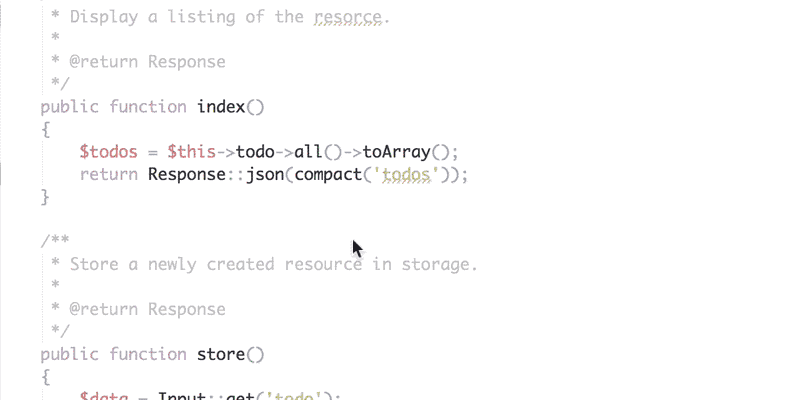 * Display a listing of the resorce.
*
* @return Response
*/
public function index()
{
$todos = $this->todo->all()->toArray();
return Response::json(compact('todos'));
}
/**
* Store a newly created resource in storage.
*
* @return Response
*/
public function store()
{
$data = Input::get('todo');